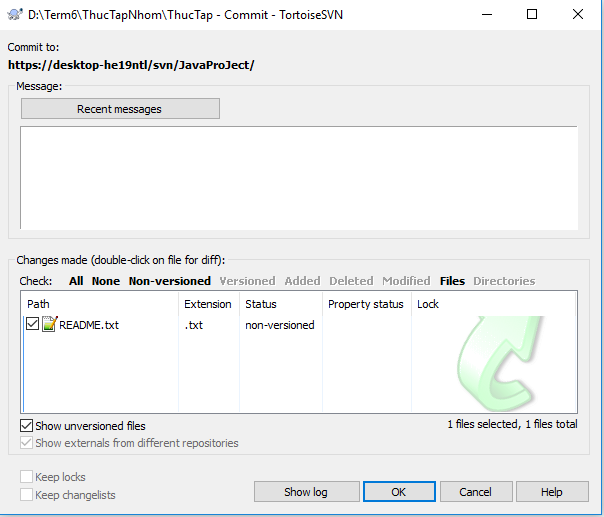 D:\Term6\ThucTapNhom\ThucTap - Commit - TortoiseSVN
Commit to:
https://desktop-he19ntl/svn/JavaProJect/
Message:
Recent messages
Changes made (double-click on file for diff):
Check: All None Non-versioned Versioned Added Deleted Modified Files Directories
Path Extension Status Property status Lock
README.txt .txt non-versioned
Show unversioned files
1 files selected, 1 files total
Show externals from different repositories
Keep locks
Keep changelists
Show log OK Cancel Help